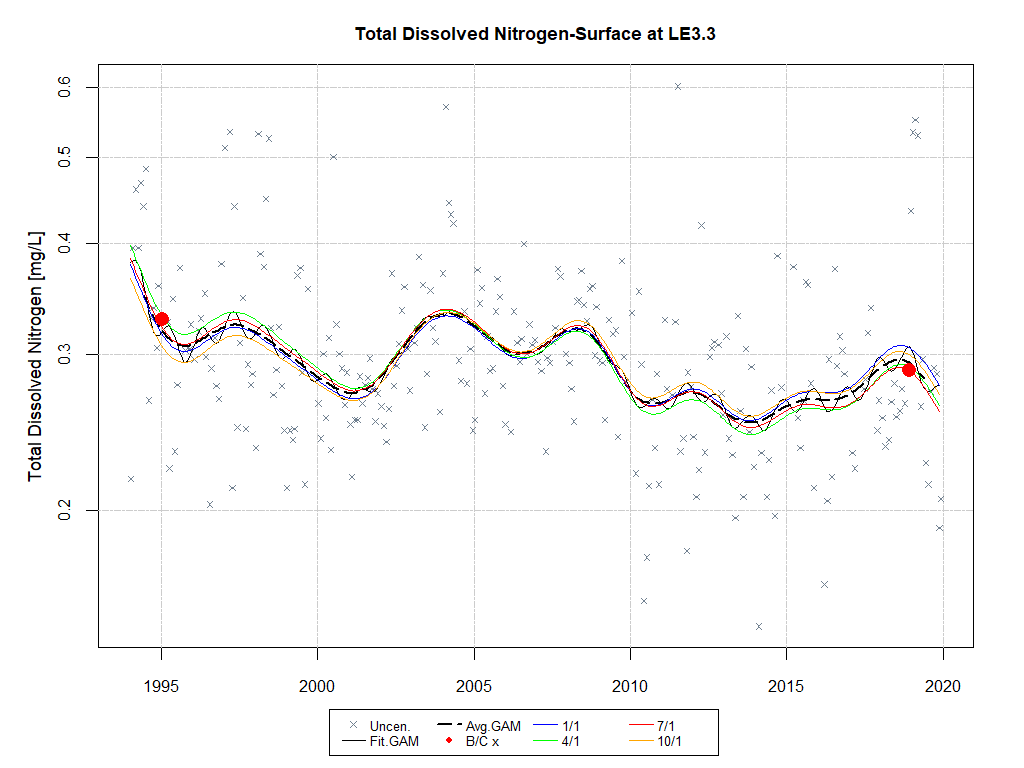 Total Dissolved Nitrogen-Surface at LE3.3
Total Dissolved Nitrogen [mg/L]
0.6
0.5
0.4
0.3
0.2
1995 2000 2005 2010 2015 2020
Uncen. Avg.GAM 1/1 7/1
Fit.GAM B/C x 4/1 10/1